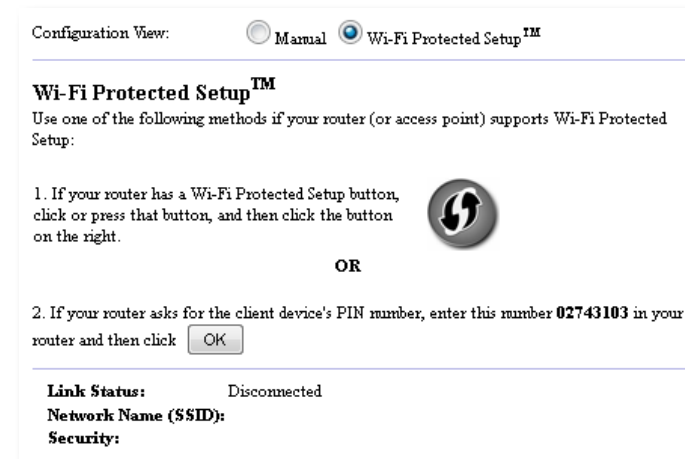 Configuration View: Manual Wi-Fi Protected Setup™
Wi-Fi Protected Setup™
Use one of the following methods if your router (or access point) supports Wi-Fi Protected
Setup:
1. If your router has a Wi-Fi Protected Setup button,
click or press that button, and then click the button
on the right.
OR
2. If your router asks for the client device's PIN number, enter this number 02743103 in your
router and then click OK
Link Status: Disconnected
Network Name (SSID):
Security: